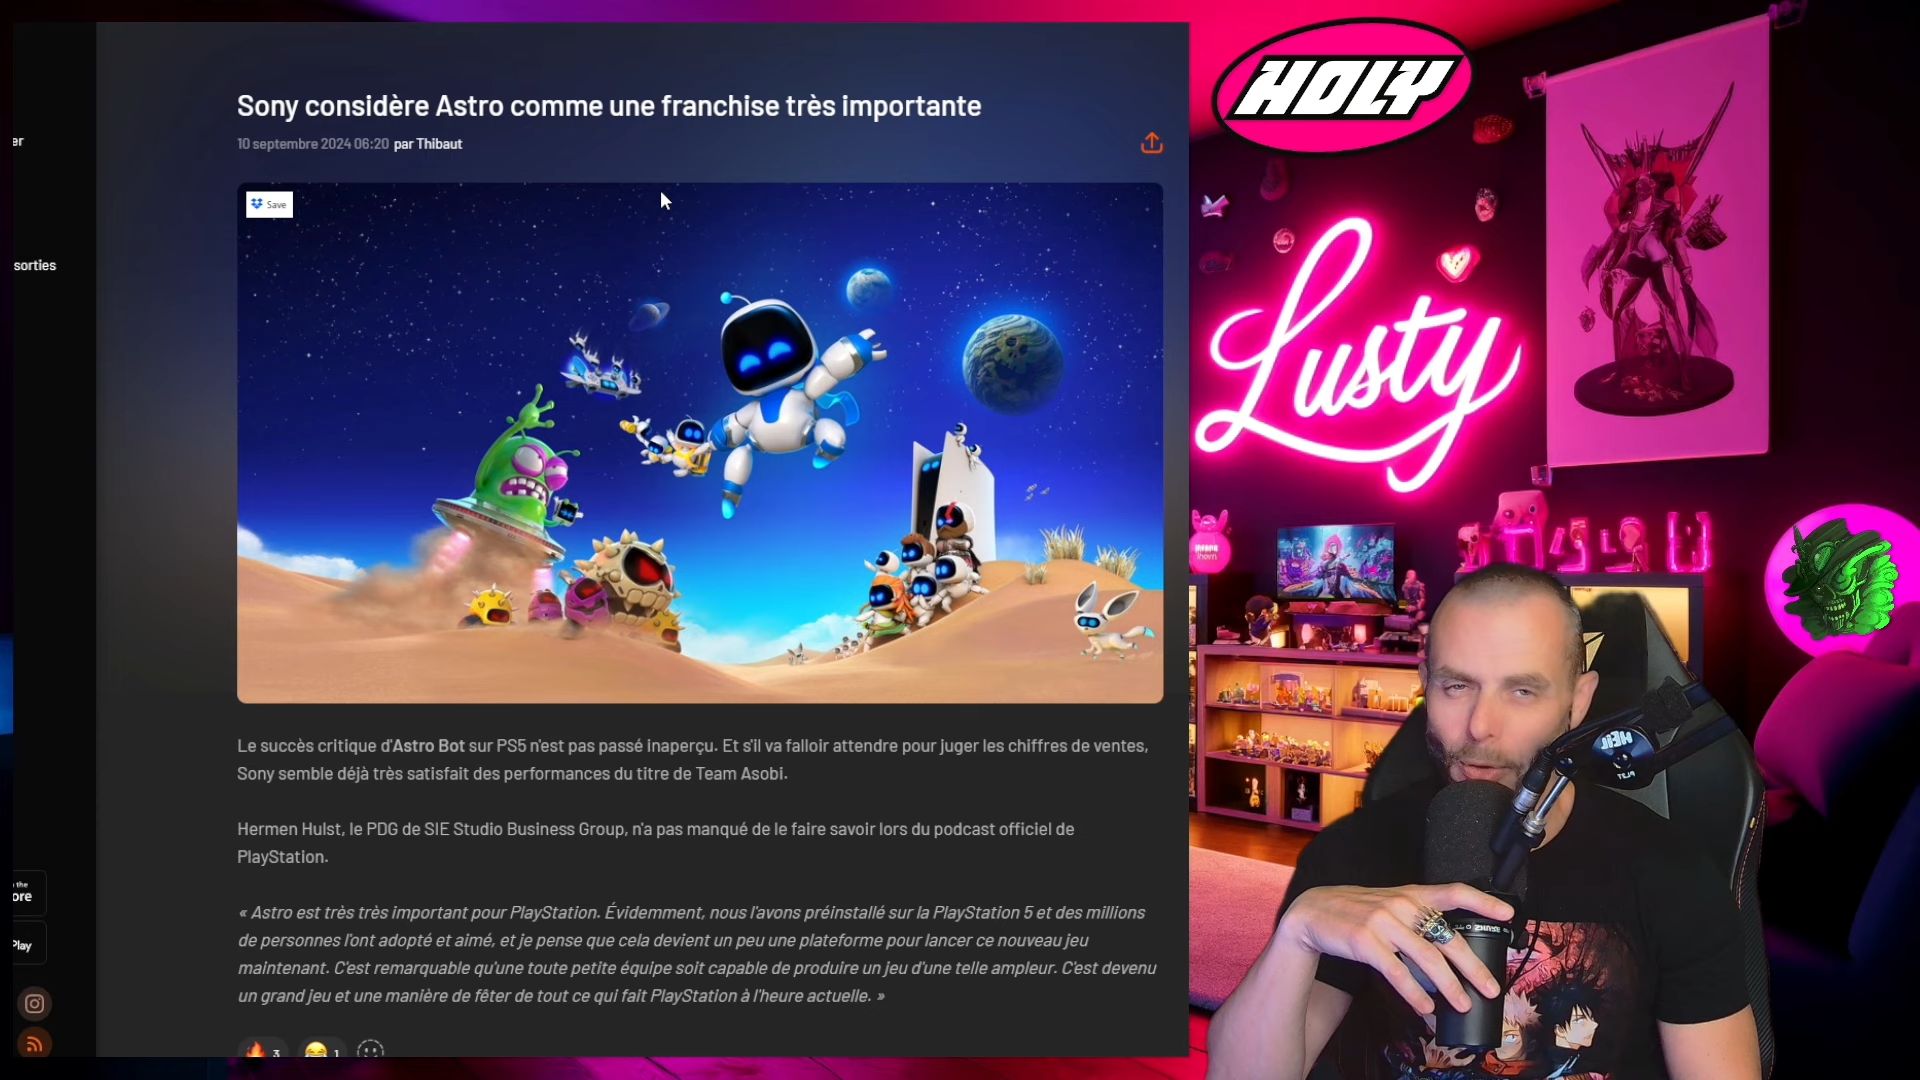 HOLY
Sony considère Astro comme une franchise très importante
10 septembre 2024 06:20 par Thibaut
er
Save
sorties
Lusty
Le succès critique d'Astro Bot sur PS5 n'est pas passé inaperçu. Et s'il va falloir attendre pour juger les chiffres de ventes,
Sony semble déjà très satisfait des performances du titre de Team Asobi.
Hermen Hulst, le PDG de SIE Studio Business Group, n'a pas manqué de le faire savoir lors du podcast officiel de
PlayStation.
« Astro est très très important pour PlayStation. Évidemment, nous l'avons préinstallé sur la PlayStation 5 et des millions
de personnes l'ont adopté et aimé, et je pense que cela devient un peu une plateforme pour lancer ce nouveau jeu
maintenant. C'est remarquable qu'une toute petite équipe soit capable de produire un jeu d'une telle ampleur. C'est devenu
un grand jeu et une manière de fêter de tout ce qui fait PlayStation à l'heure actuelle. »
n the
ore
Play
3
1